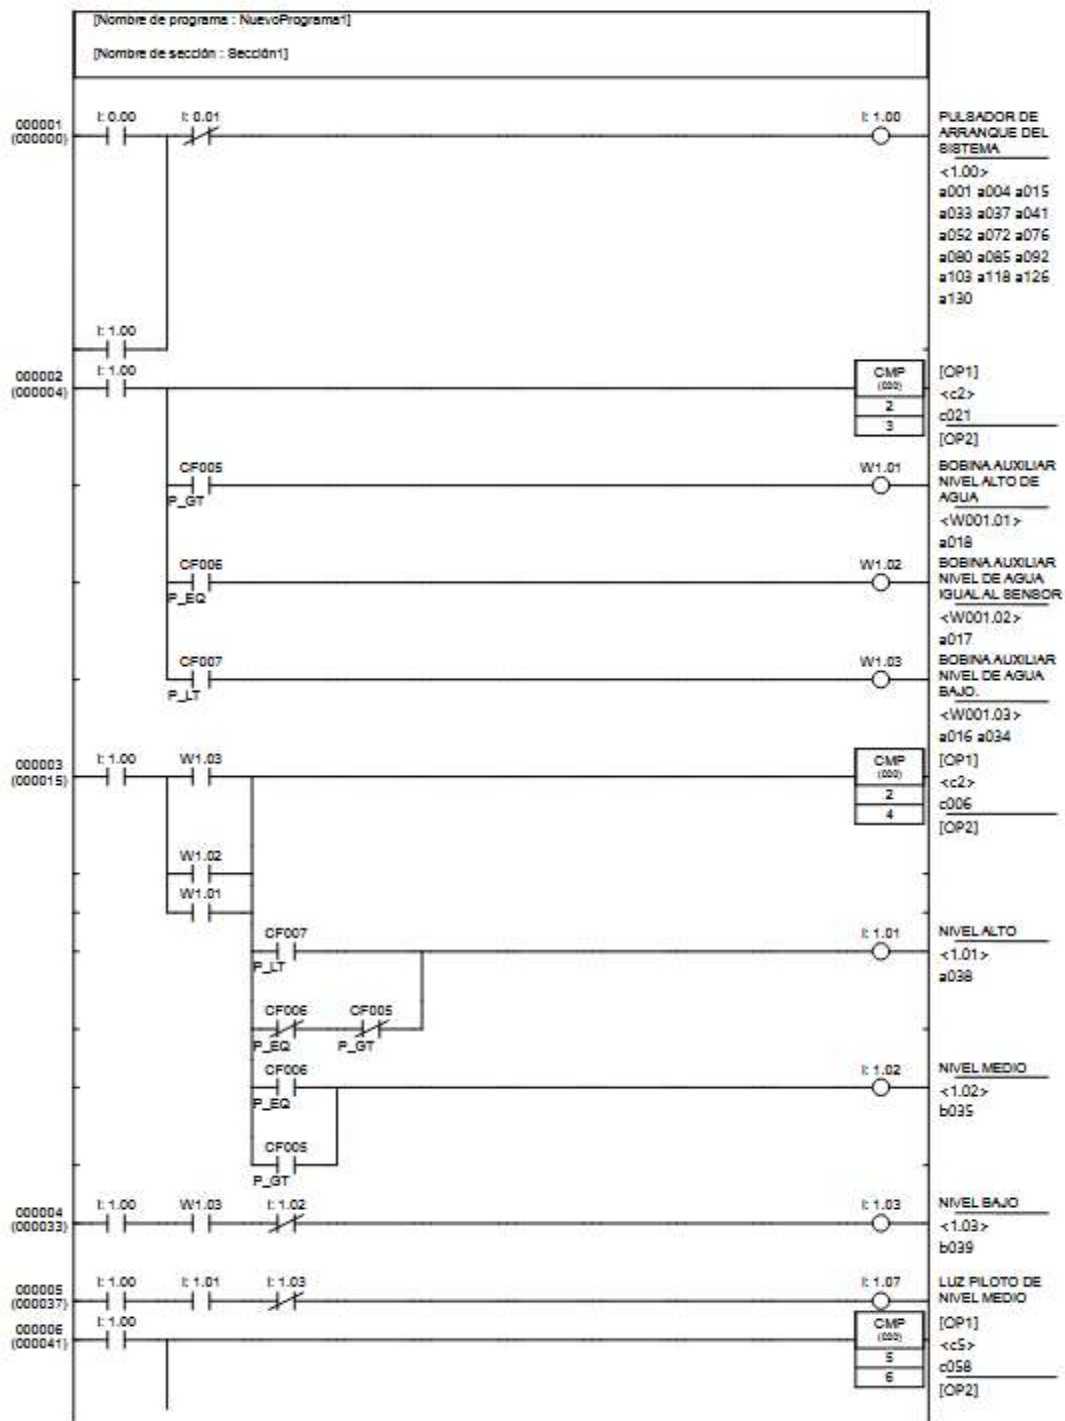 [Nombre de programa : NuevoPrograma1]
[Nombre de sección : Sección1]
000001
(000000)
I: 0.00
I: 0.01
I: 1.00
PULSADOR DE
ARRANQUE DEL
SISTEMA
<1.00>
a001 a004 a015
a033 a037 a041
a052 a072 a076
a080 a085 a092
a103 a118 a126
a130
I: 1.00
000002
(000004)
I: 1.00
CMP
(000)
2
3
[OP1]
<c2>
c021
[OP2]
CF005
P_GT
W1.01
BOBINA AUXILIAR
NIVEL ALTO DE
AGUA
<W001.01>
a018
CF006
P_EQ
W1.02
BOBINA AUXILIAR
NIVEL DE AGUA
IGUAL AL SENSOR
<W001.02>
a017
CF007
P_LT
W1.03
BOBINA AUXILIAR
NIVEL DE AGUA
BAJO.
<W001.03>
a016 a034
000003
(000015)
I: 1.00
W1.03
CMP
(000)
2
4
[OP1]
<c2>
c006
[OP2]
W1.02
W1.01
CF007
P_LT
I: 1.01
NIVEL ALTO
<1.01>
a038
CF006
P_EQ
CF005
P_GT
CF006
P_EQ
I: 1.02
NIVEL MEDIO
<1.02>
b035
CF005
P_GT
000004
(000033)
I: 1.00
W1.03
I: 1.02
I: 1.03
NIVEL BAJO
<1.03>
b039
000005
(000037)
I: 1.00
I: 1.01
I: 1.03
I: 1.07
LUZ PILOTO DE
NIVEL MEDIO
000006
(000041)
I: 1.00
CMP
(000)
5
6
[OP1]
<c5>
c058
[OP2]